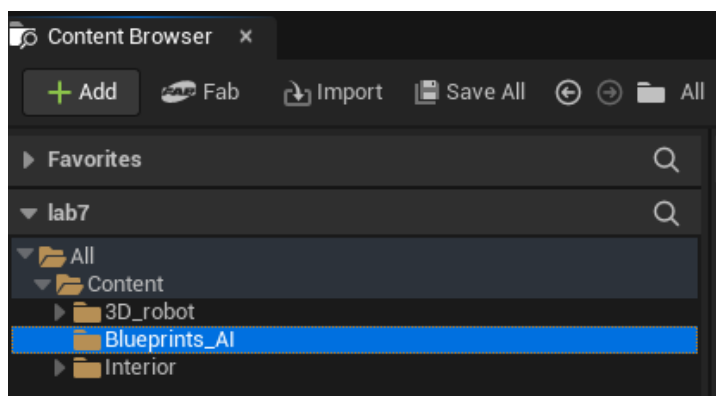 Content Browser ×
Add Fab Import Save All All
Favorites
lab7
All
Content
3D_robot
Blueprints_AI
Interior